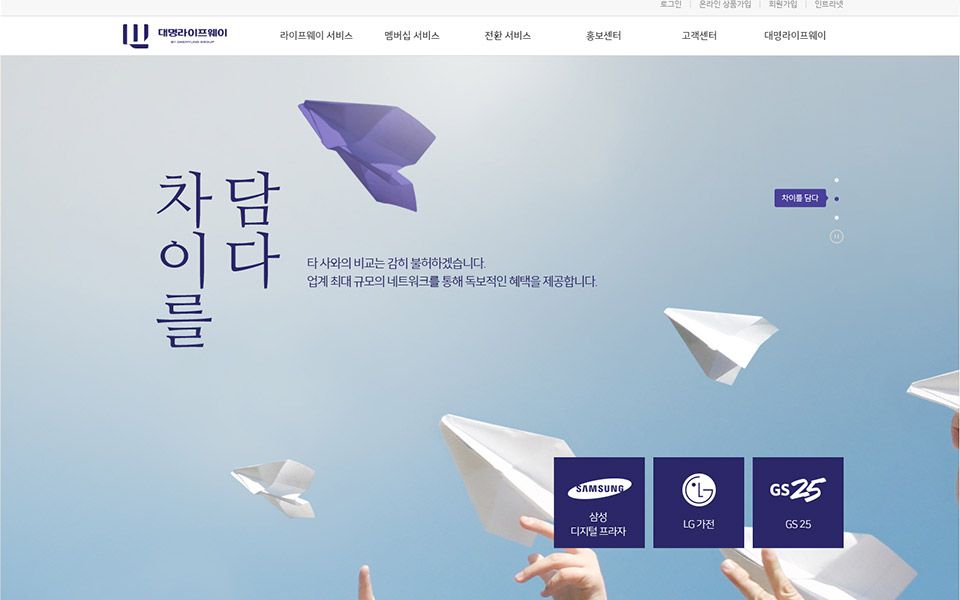 로그인 | 온라인 상품가입 | 회원가입 | 인트라넷
대명라이프웨이
BY DAEMYUNG GROUP
라이프웨이 서비스
멤버십 서비스
전환 서비스
홍보센터
고객센터
대명라이프웨이
차이를
담다
타 사와의 비교는 감히 불허하겠습니다.
업계 최대 규모의 네트워크를 통해 독보적인 혜택을 제공합니다.
차이를 담다
SAMSUNG
삼성
디지털 프라자
LG
LG 가전
GS25
GS 25